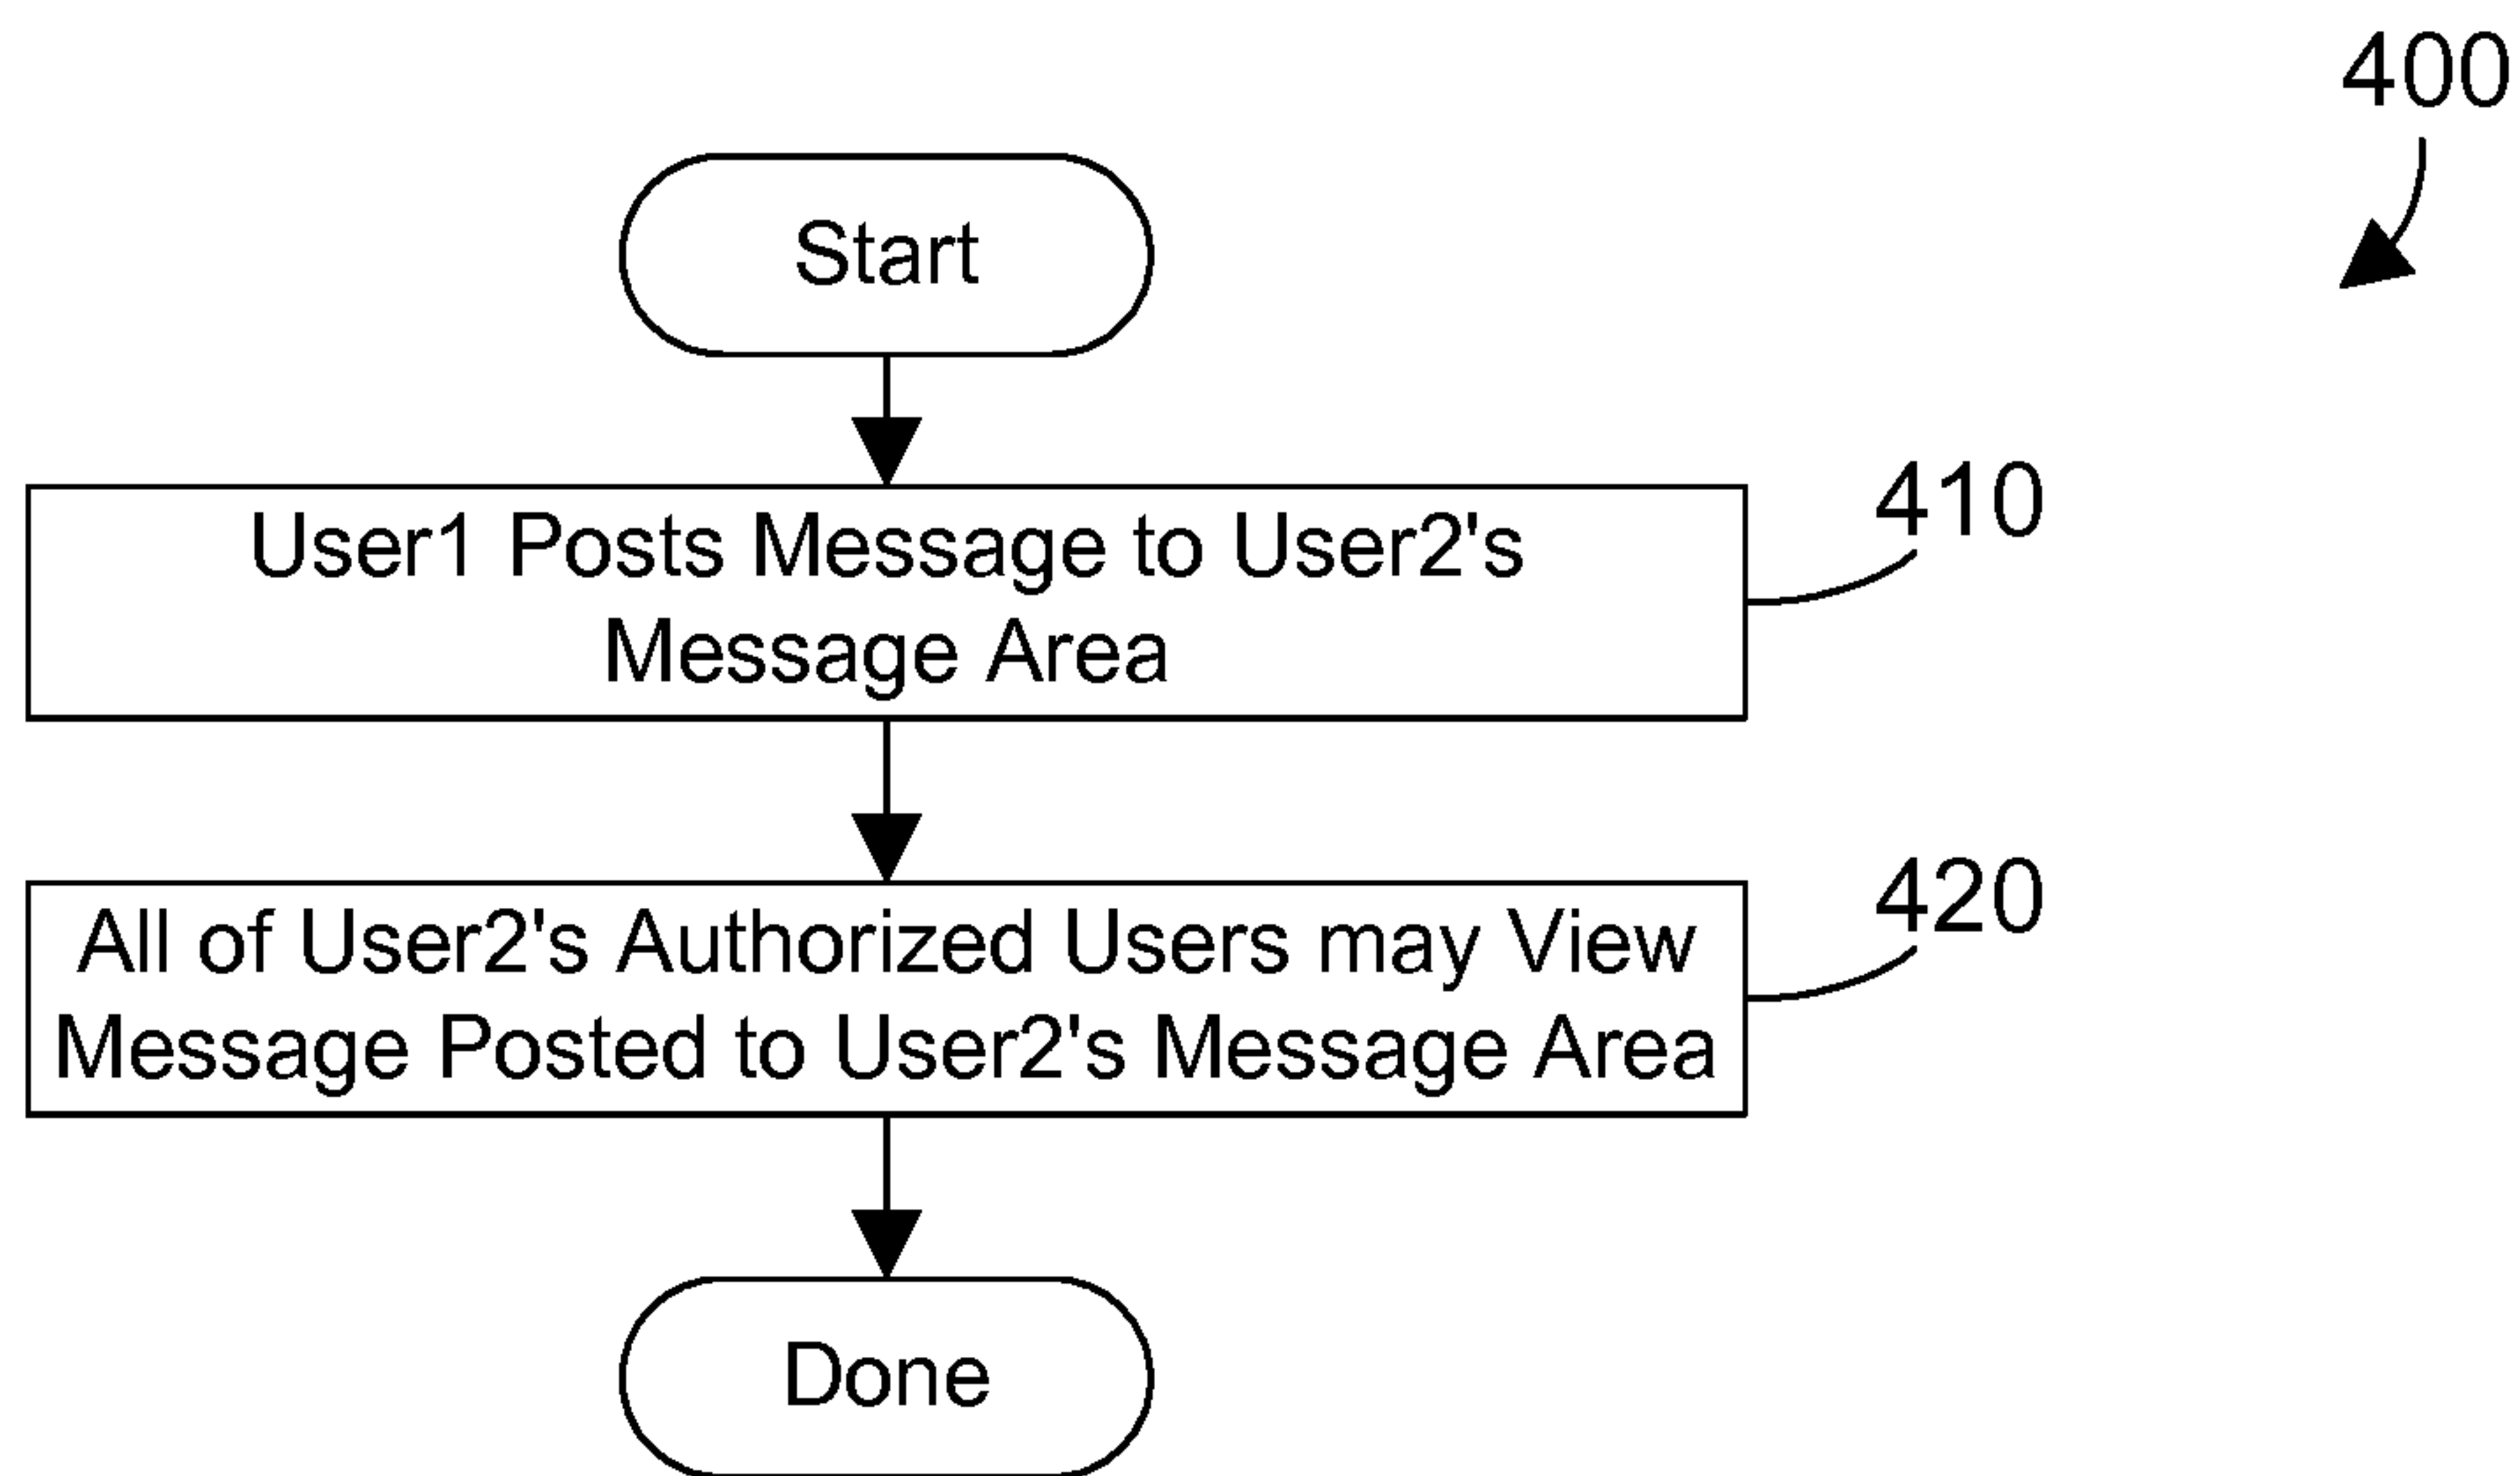 400
Start
User1 Posts Message to User2's
Message Area
410
All of User2's Authorized Users may View
Message Posted to User2's Message Area
420
Done